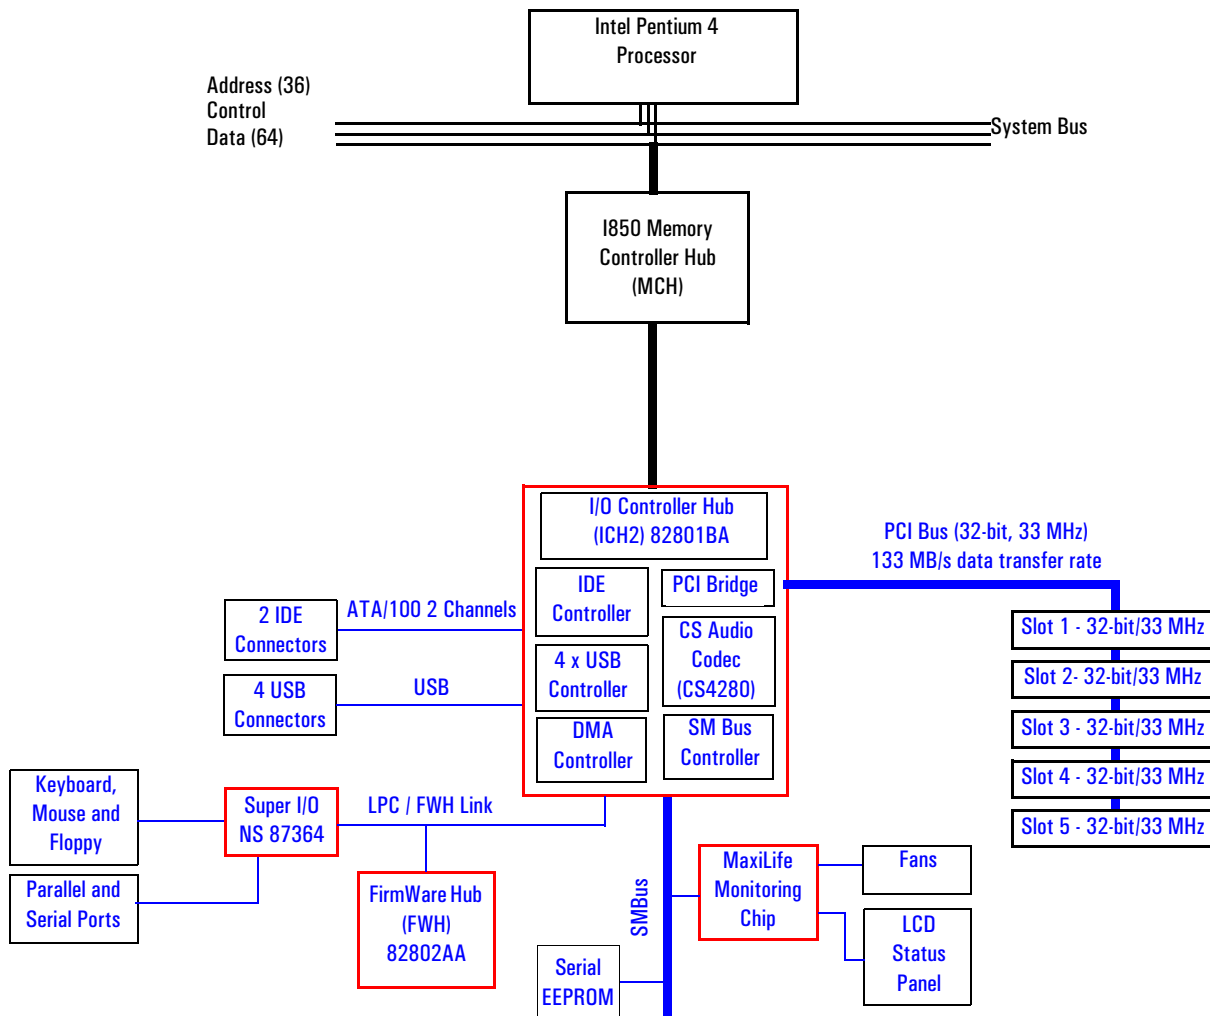 Intel Pentium 4
Processor
Address (36)
Control
Data (64)
System Bus
I850 Memory
Controller Hub
(MCH)
I/O Controller Hub
(ICH2) 82801BA
PCI Bus (32-bit, 33 MHz)
133 MB/s data transfer rate
IDE
Controller
PCI Bridge
2 IDE
Connectors
ATA/100 2 Channels
CS Audio
Codec
(CS4280)
4 x USB
Controller
4 USB
Connectors
USB
DMA
Controller
SM Bus
Controller
Slot 1 - 32-bit/33 MHz
Slot 2- 32-bit/33 MHz
Slot 3 - 32-bit/33 MHz
Slot 4 - 32-bit/33 MHz
Slot 5 - 32-bit/33 MHz
Keyboard,
Mouse and
Floppy
Super I/O
NS 87364
LPC / FWH Link
Parallel and
Serial Ports
FirmWare Hub
(FWH)
82802AA
SMBus
MaxiLife
Monitoring
Chip
Fans
LCD
Status
Panel
Serial
EEPROM